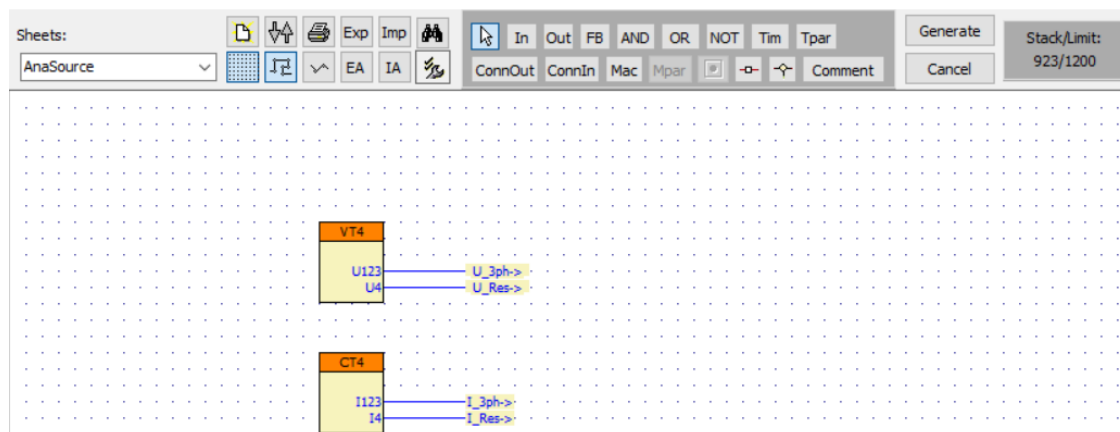 Sheets:
Exp Imp
In Out FB AND OR NOT Tim Tpar
Generate
Stack/Limit:
923/1200
AnaSource
EA IA
ConnOut ConnIn Mac Mpar Comment
Cancel
VT4
U123 U_3ph->
U4 U_Res->
CT4
I123 I_3ph->
I4 I_Res->